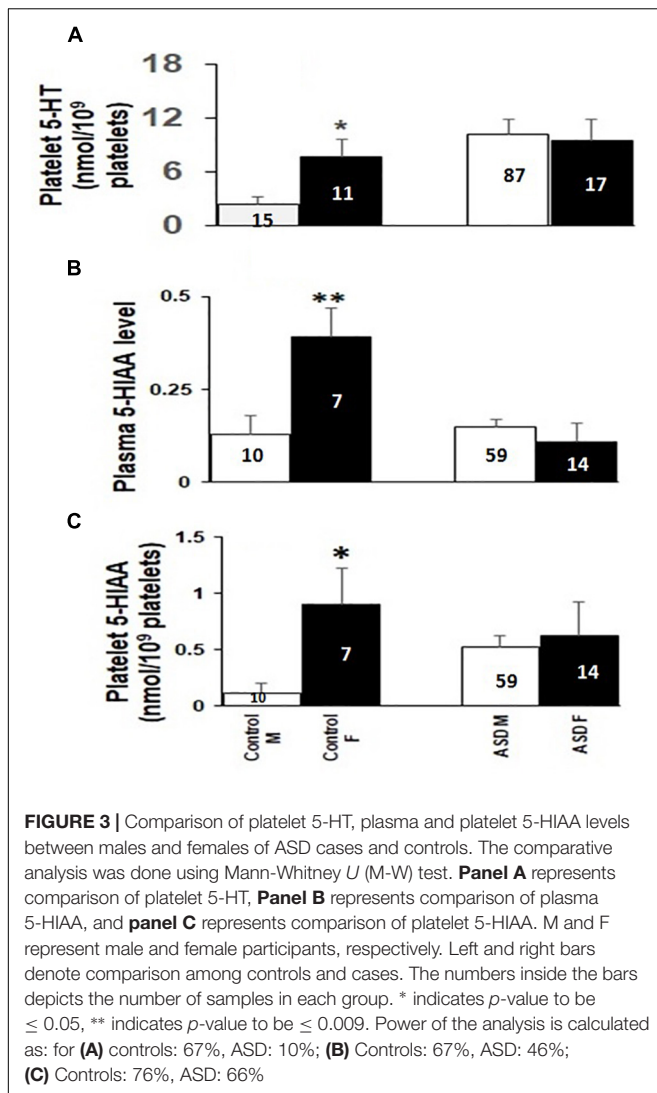 A
Platelet 5-HT
(nmol/10⁹
platelets)
18
12
6
0
*
15
11
87
17
B
Plasma 5-HIAA level
0.5
0.25
0
**
10
7
59
14
C
Platelet 5-HIAA
(nmol/10⁹ platelets)
1.5
1
0.5
0
*
10
7
59
14
Control
M
Control
F
ASD M
ASD F
FIGURE 3 | Comparison of platelet 5-HT, plasma and platelet 5-HIAA levels
between males and females of ASD cases and controls. The comparative
analysis was done using Mann-Whitney U (M-W) test. Panel A represents
comparison of platelet 5-HT, Panel B represents comparison of plasma
5-HIAA, and panel C represents comparison of platelet 5-HIAA. M and F
represent male and female participants, respectively. Left and right bars
denote comparison among controls and cases. The numbers inside the bars
depicts the number of samples in each group. * indicates p-value to be
≤ 0.05, ** indicates p-value to be ≤ 0.009. Power of the analysis is calculated
as: for (A) controls: 67%, ASD: 10%; (B) Controls: 67%, ASD: 46%;
(C) Controls: 76%, ASD: 66%